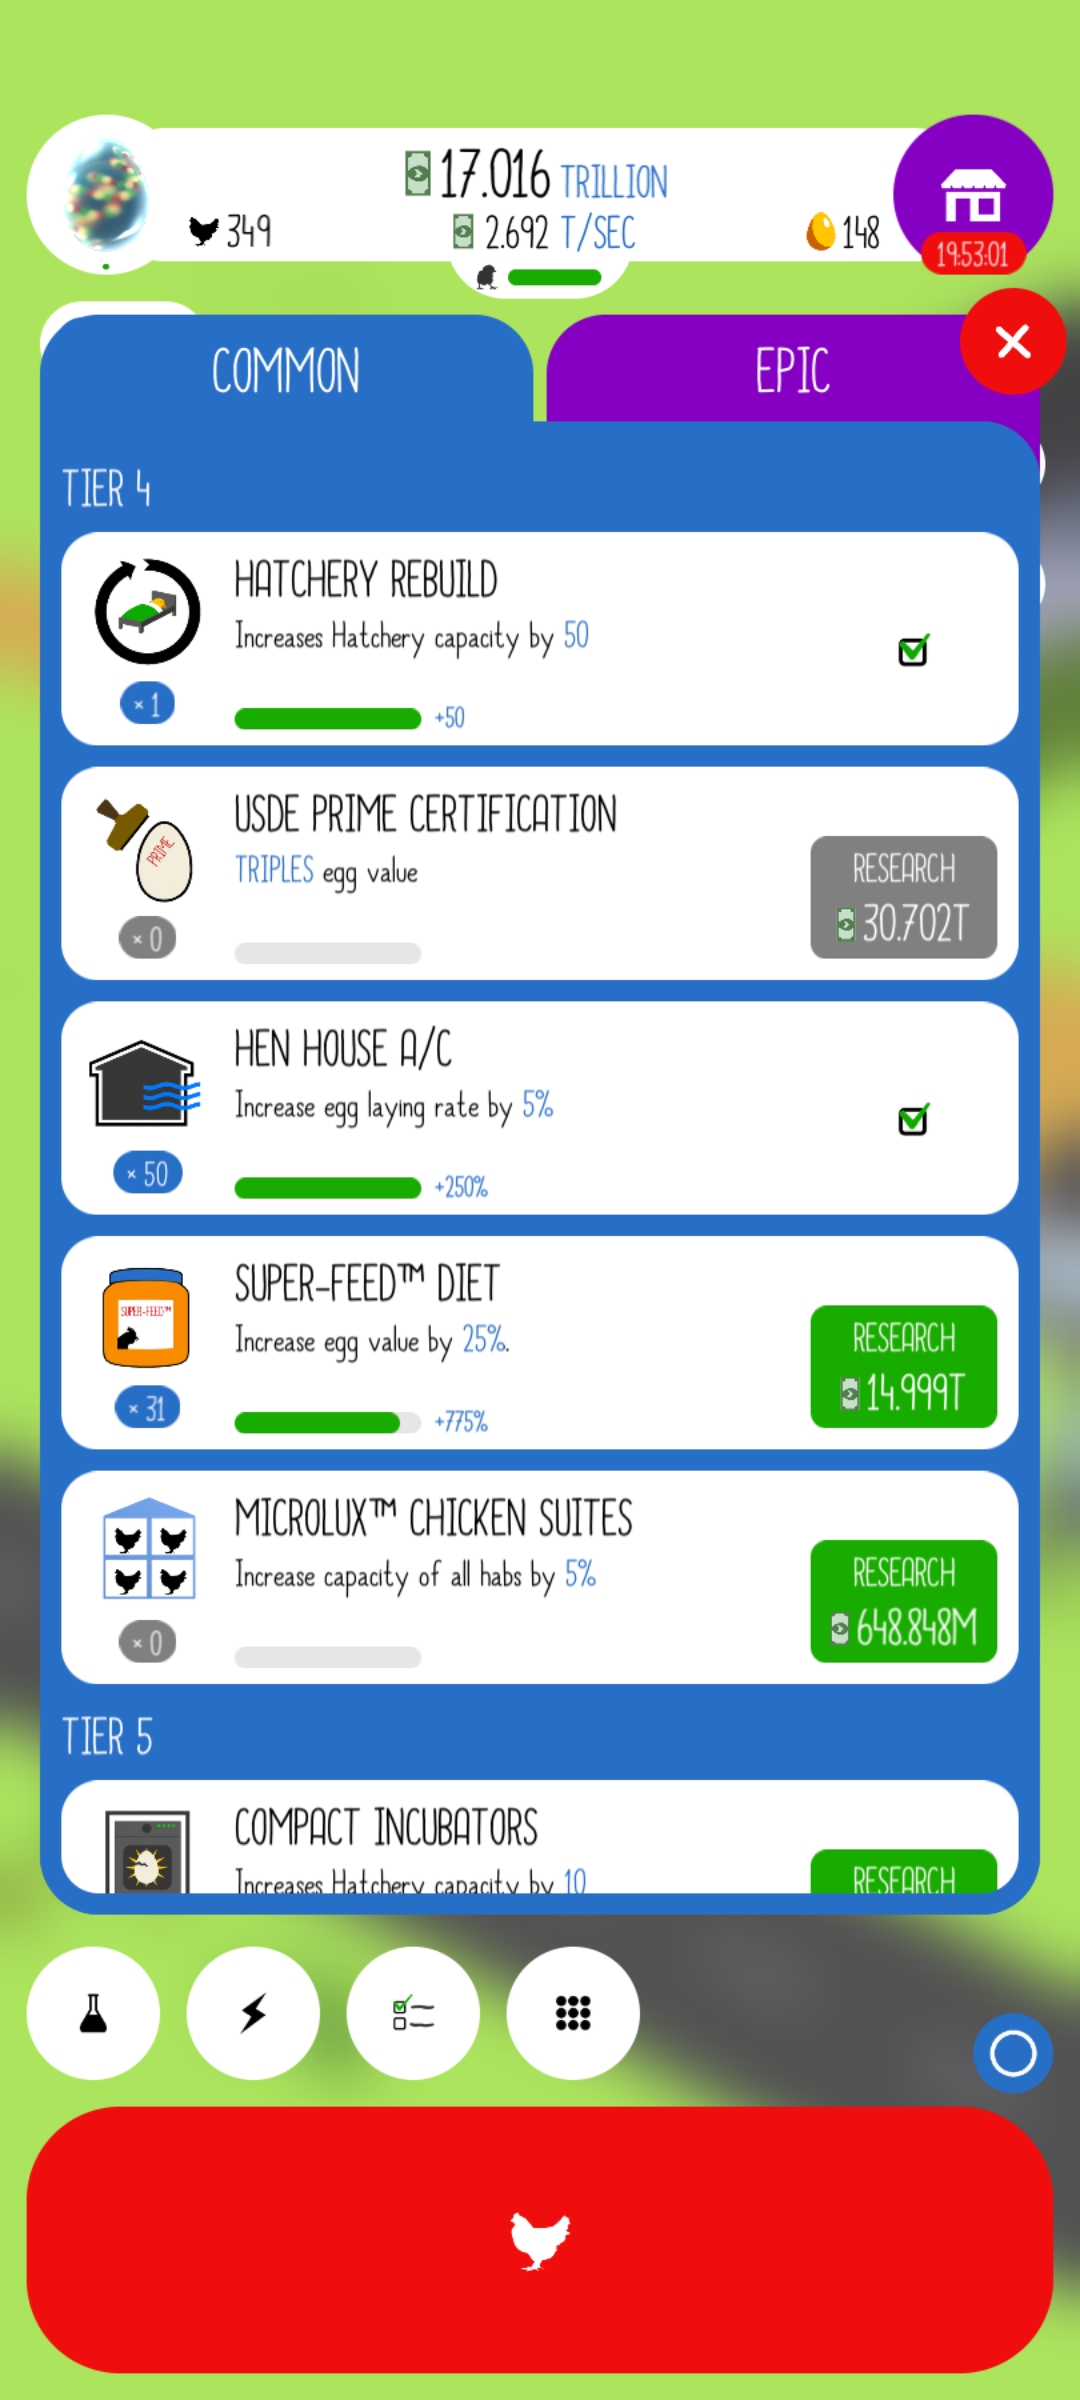 17.016 TRILLION
349
2.692 T/SEC
148
19:53:01
COMMON
EPIC
TIER 4
HATCHERY REBUILD
Increases Hatchery capacity by 50
× 1
+50
USDE PRIME CERTIFICATION
PRIME
TRIPLES egg value
RESEARCH
30.702T
× 0
HEN HOUSE A/C
Increase egg laying rate by 5%
× 50
+250%
SUPER-FEED™ DIET
SUPER-FEED™
Increase egg value by 25%.
RESEARCH
14.999T
× 31
+775%
MICROLUX™ CHICKEN SUITES
Increase capacity of all habs by 5%
RESEARCH
648.848M
× 0
TIER 5
COMPACT INCUBATORS
Increases Hatchery capacity by 10
RESEARCH